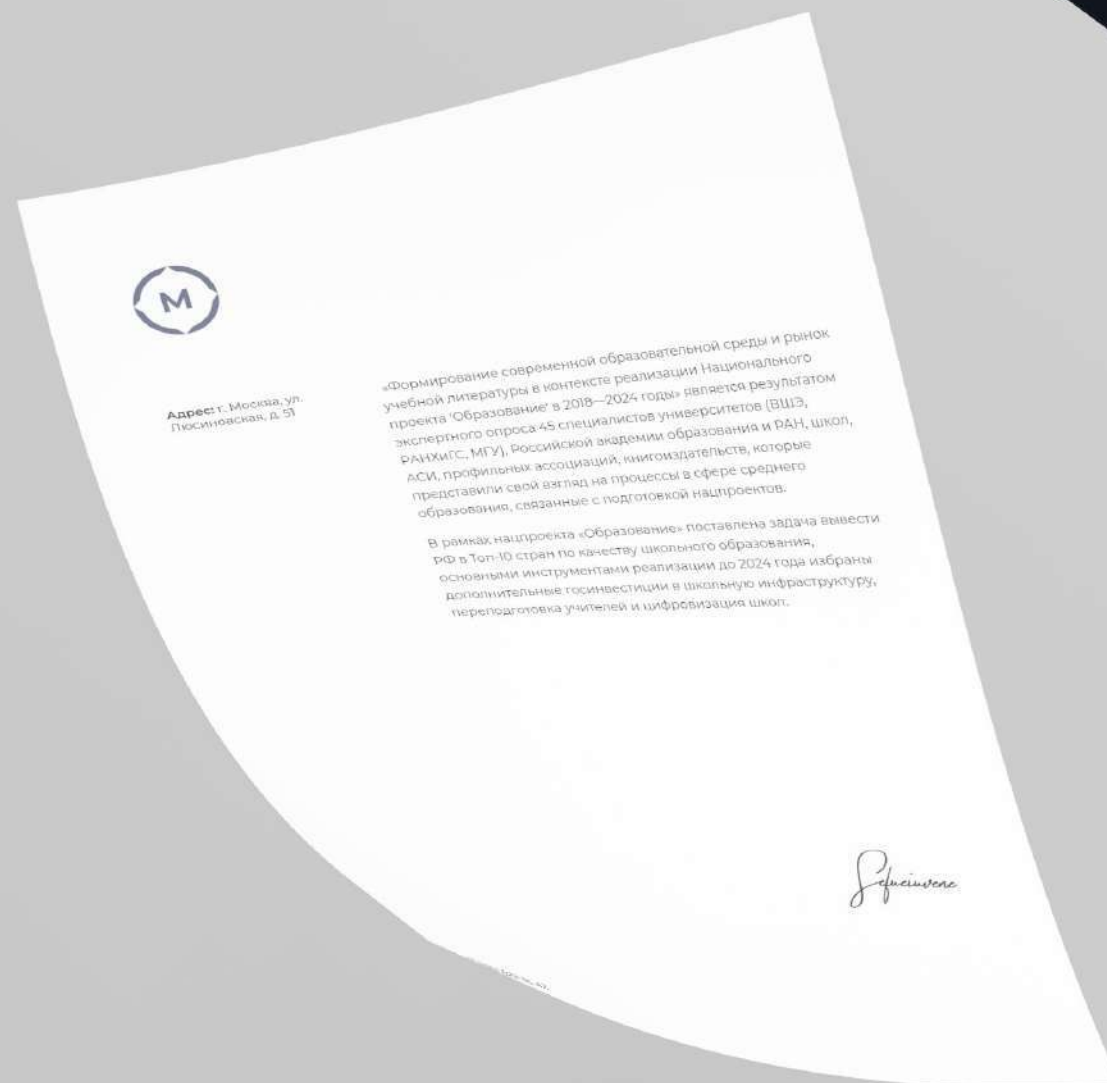 М
Адрес: г. Москва, ул.
Люсиновская, д. 51
«Формирование современной образовательной среды и рынок
учебной литературы в контексте реализации Национального
проекта 'Образование' в 2018—2024 годы» является результатом
экспертного опроса 45 специалистов университетов (ВШЭ,
РАНХиГС, МГУ), Российской академии образования и РАН, школ,
АСИ, профильных ассоциаций, книгоиздательств, которые
представили свой взгляд на процессы в сфере среднего
образования, связанные с подготовкой нацпроектов.
В рамках нацпроекта «Образование» поставлена задача вывести
РФ в Топ-10 стран по качеству школьного образования,
основными инструментами реализации до 2024 года избраны
дополнительные госинвестиции в школьную инфраструктуру,
переподготовка учителей и цифровизация школ.